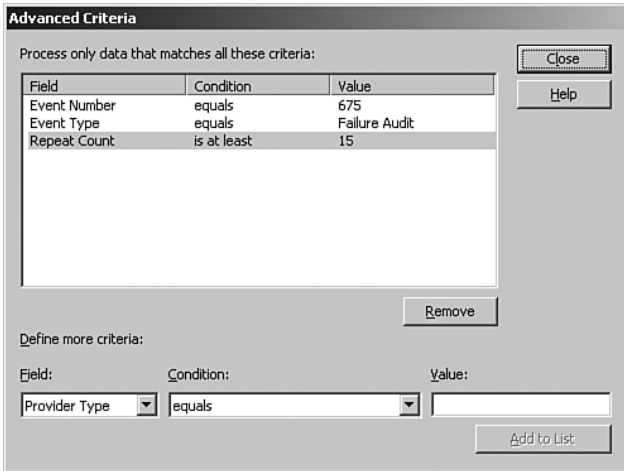 Advanced Criteria
Process only data that matches all these criteria:
Close
Help
Field Condition Value
Event Number equals 675
Event Type equals Failure Audit
Repeat Count is at least 15
Remove
Define more criteria:
Field: Condition: Value:
Provider Type equals
Add to List